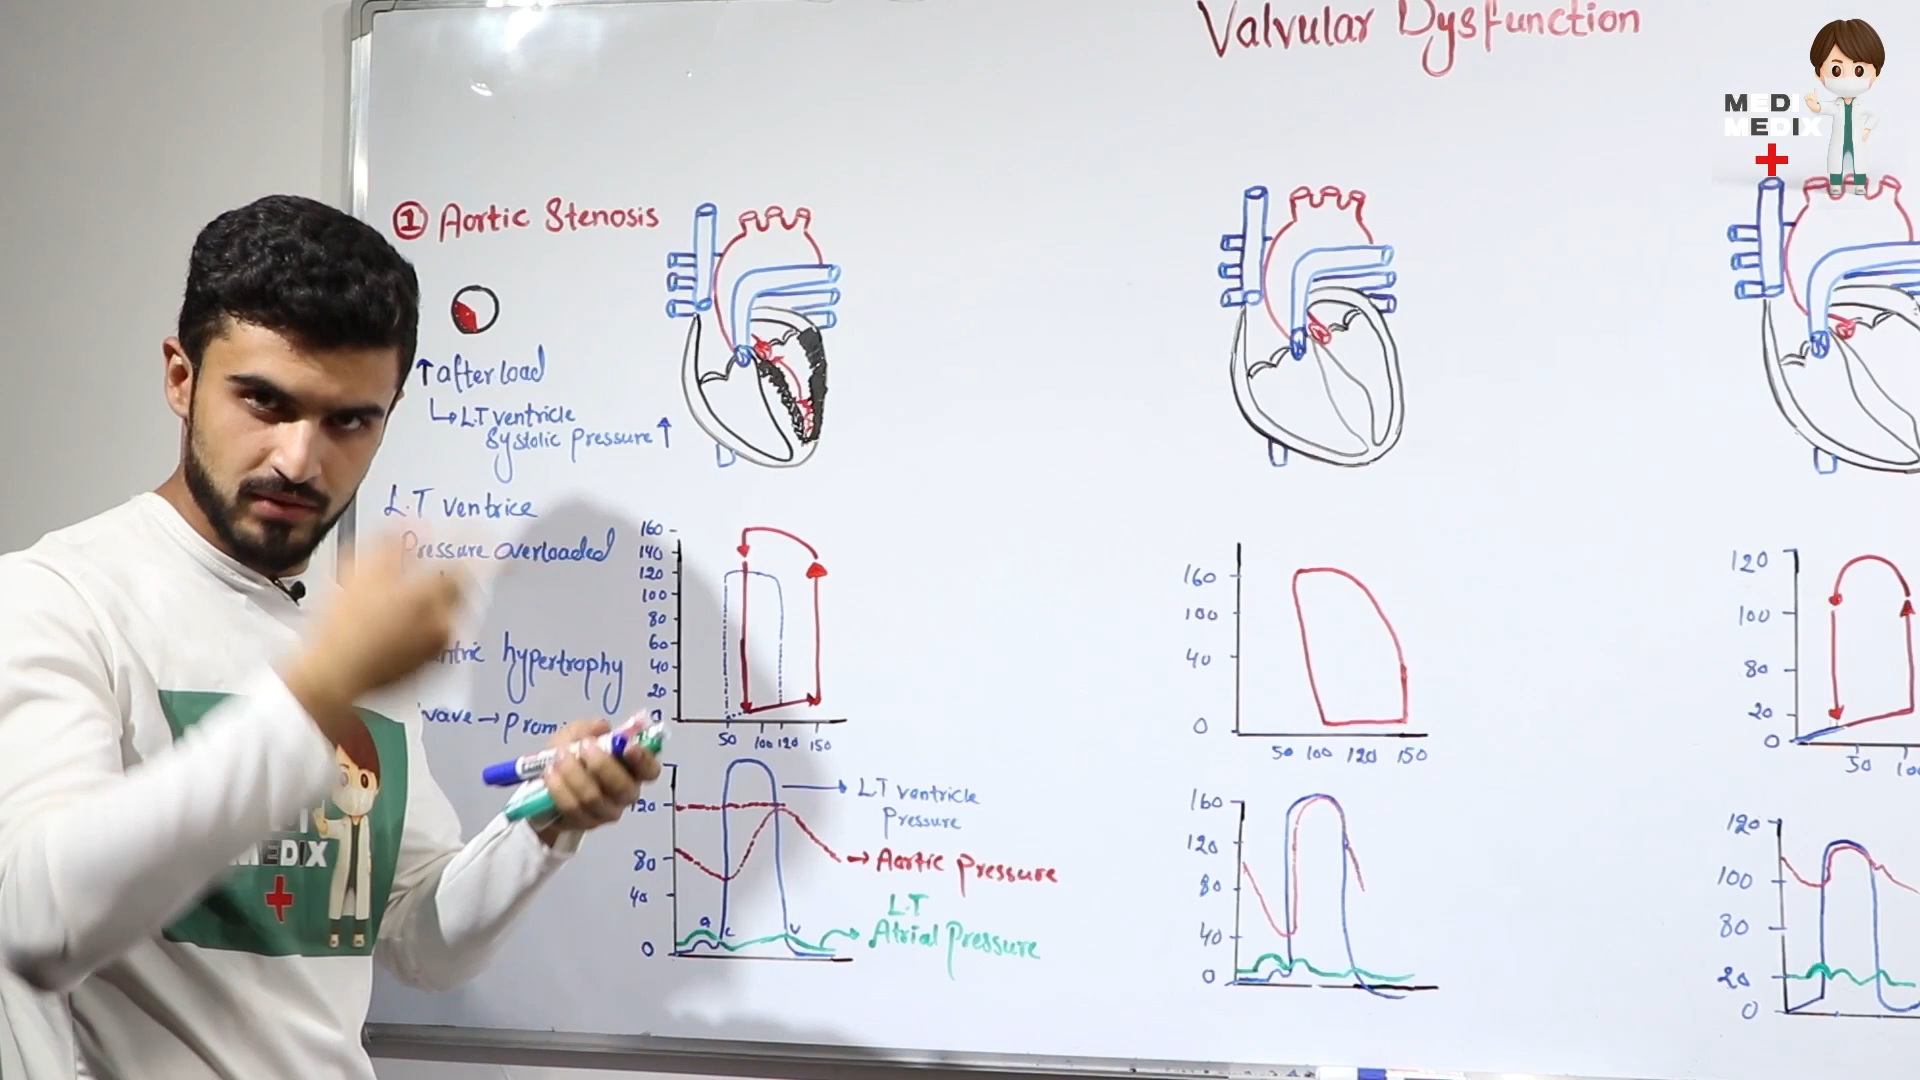 Valvular Dysfunction
MEDI
MEDIX
① Aortic Stenosis
↑ afterload
↳ L.T ventricle
Systolic pressure ↑
L.T ventrice
Pressure overloaded
hypertrophy
wave →
160
140
120
100
80
60
40
20
0
50 100 120 150
120
80
40
0
a c v
→ L.T ventricle
Pressure
→ Aortic pressure
L.T
→ Atrial Pressure
160
100
40
0
50 100 120 150
160
120
80
40
0
120
100
80
20
0
50
120
100
80
20
0
MEDIX